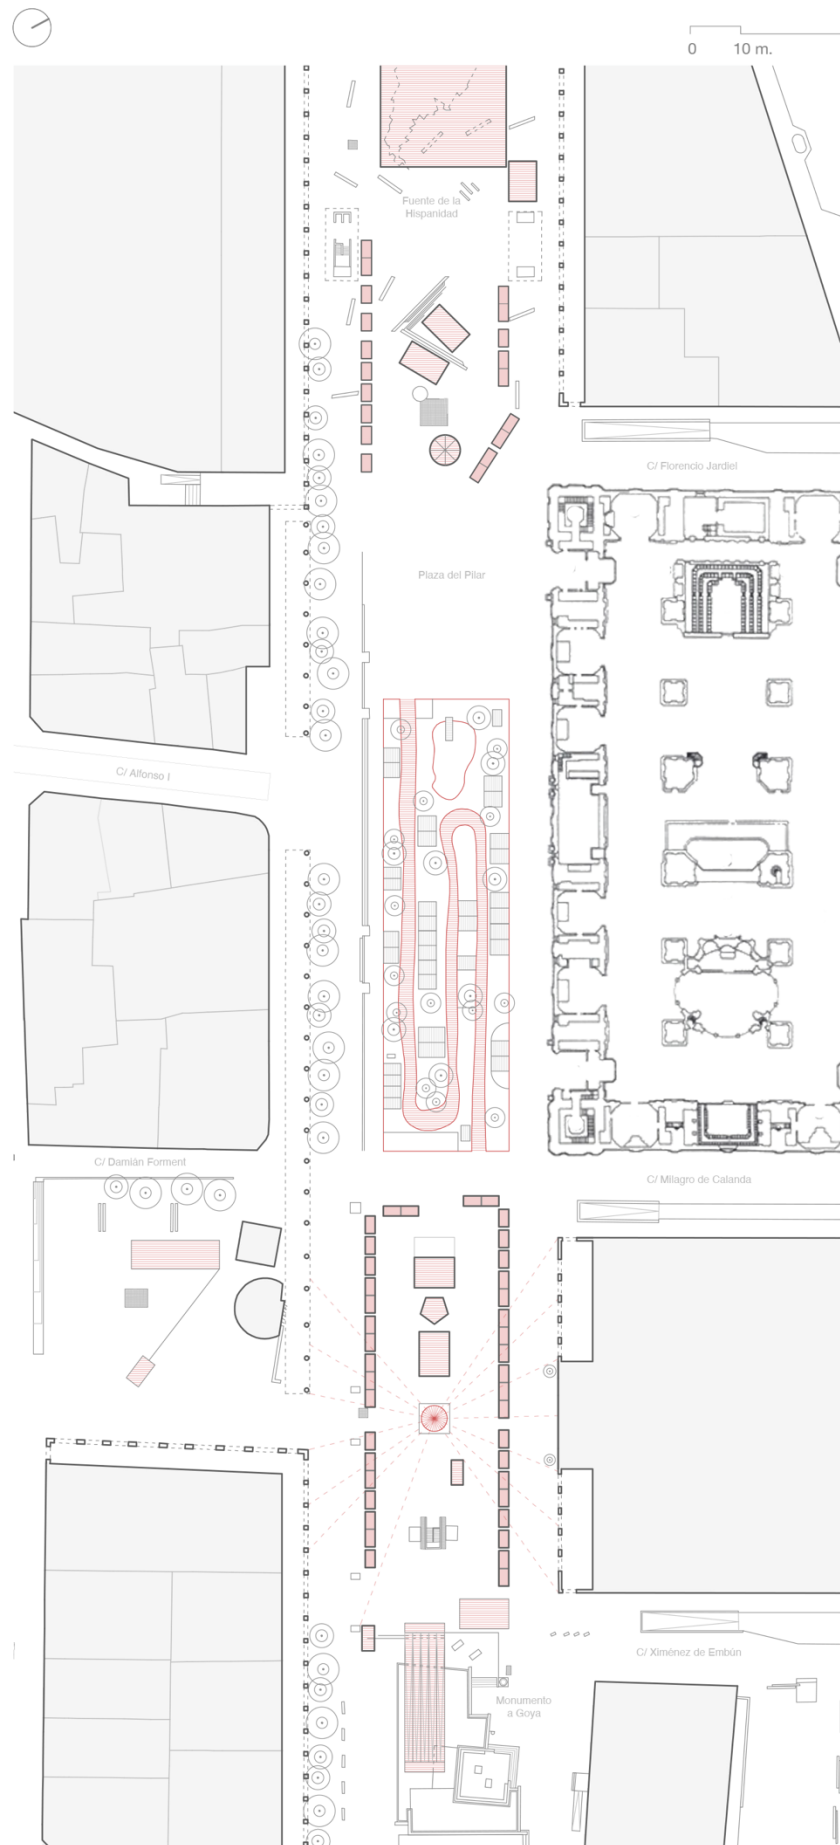 0 10 m.
Fuente de la
Hispanidad
C/ Florencio Jardiel
Plaza del Pilar
C/ Alfonso I
C/ Damián Forment
C/ Milagro de Calanda
C/ Ximénez de Embún
Monumento
a Goya